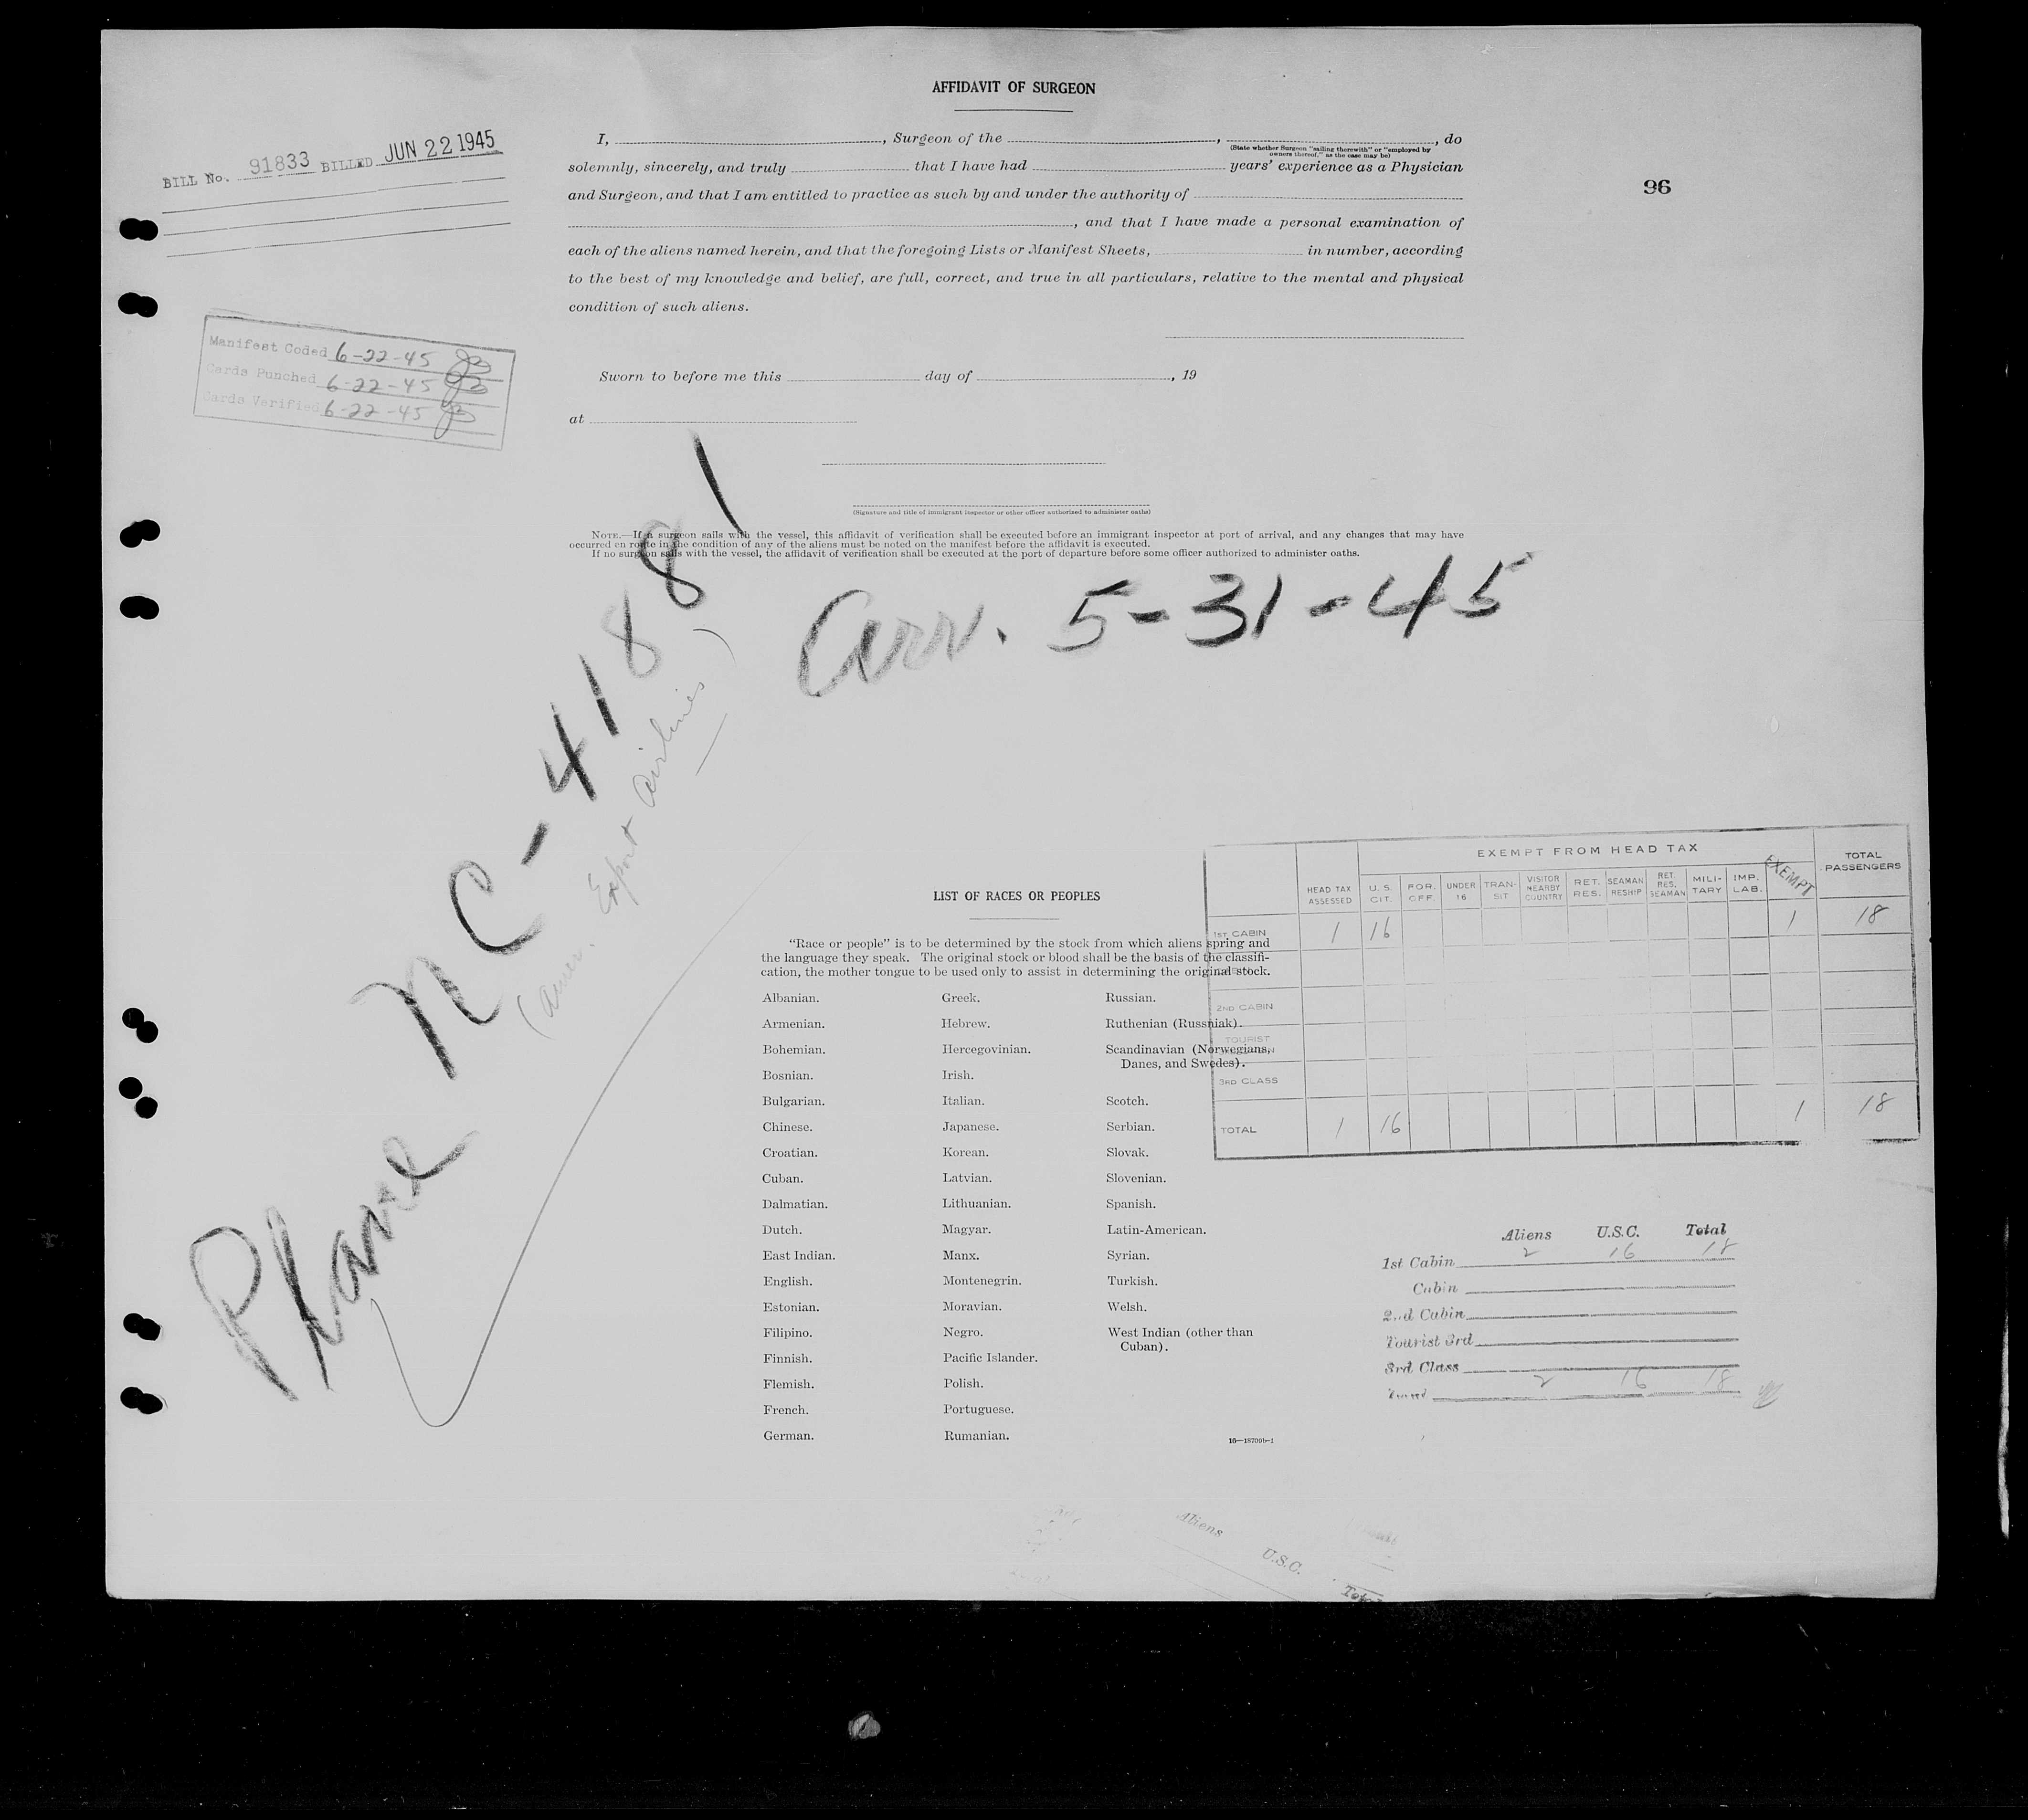 AFFIDAVIT OF SURGEON
BILL No. 91833 BILLED JUN 22 1945
96
I, , Surgeon of the , , do
(State whether Surgeon "sailing therewith" or "employed by
owners thereof," as the case may be)
solemnly, sincerely, and truly that I have had years' experience as a Physician
and Surgeon, and that I am entitled to practice as such by and under the authority of
, and that I have made a personal examination of
each of the aliens named herein, and that the foregoing Lists or Manifest Sheets, in number, according
to the best of my knowledge and belief, are full, correct, and true in all particulars, relative to the mental and physical
condition of such aliens.
Manifest Coded 6-22-45
Cards Punched 6-22-45
Cards Verified 6-22-45
Sworn to before me this day of , 19
at
(Signature and title of immigrant inspector or other officer authorized to administer oaths)
NOTE.—If a surgeon sails with the vessel, this affidavit of verification shall be executed before an immigrant inspector at port of arrival, and any changes that may have
occurred en route in the condition of any of the aliens must be noted on the manifest before the affidavit is executed.
If no surgeon sails with the vessel, the affidavit of verification shall be executed at the port of departure before some officer authorized to administer oaths.
Arr. 5-31-45
Plane NC-41881
(Amer. Export Airlines)
LIST OF RACES OR PEOPLES
"Race or people" is to be determined by the stock from which aliens spring and
the language they speak. The original stock or blood shall be the basis of the classifi-
cation, the mother tongue to be used only to assist in determining the original stock.
Albanian. Greek. Russian.
Armenian. Hebrew. Ruthenian (Russniak).
Bohemian. Hercegovinian. Scandinavian (Norwegians,
Danes, and Swedes).
Bosnian. Irish.
Bulgarian. Italian. Scotch.
Chinese. Japanese. Serbian.
Croatian. Korean. Slovak.
Cuban. Latvian. Slovenian.
Dalmatian. Lithuanian. Spanish.
Dutch. Magyar. Latin-American.
East Indian. Manx. Syrian.
English. Montenegrin. Turkish.
Estonian. Moravian. Welsh.
Filipino. Negro. West Indian (other than
Cuban).
Finnish. Pacific Islander.
Flemish. Polish.
French. Portuguese.
German. Rumanian.
16—18709b-1
EXEMPT FROM HEAD TAX
HEAD TAX ASSESSED U. S. CIT. FOR. OFF. UNDER 16 TRAN-SIT VISITOR NEARBY COUNTRY RET. RES. SEAMAN RESHIP RET. RES. SEAMAN MILI-TARY IMP. LAB. EXEMPT TOTAL PASSENGERS
1ST CABIN 1 16 1 18
2ND CABIN
TOURIST
3RD CLASS
TOTAL 1 16 1 18
Aliens U.S.C. Total
1st Cabin 2 16 18
Cabin
2nd Cabin
Tourist 3rd
3rd Class
2 16 18
Aliens
U.S.C.
Total